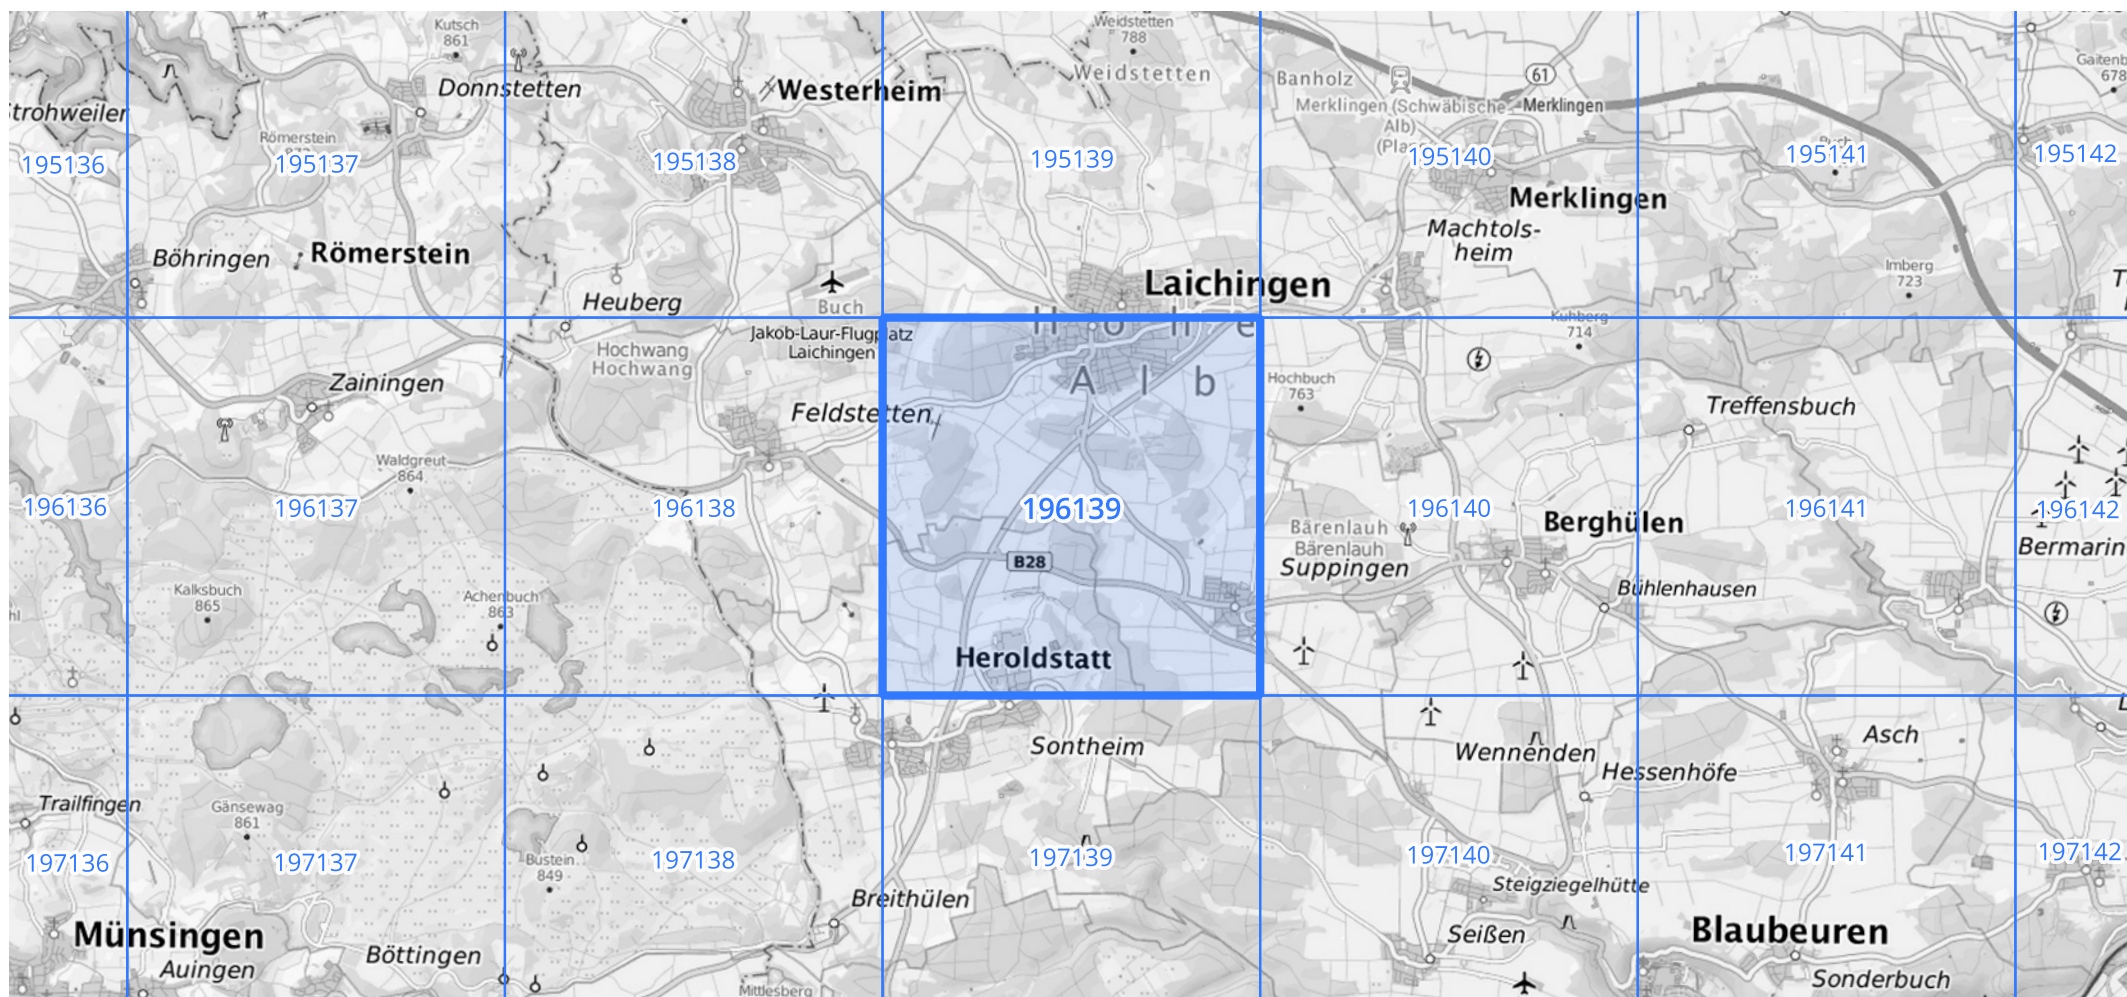 Kutsch
861
Weidstetten
788
Donnstetten
Westerheim
Weidstetten
Banholz
61
Merklingen (Schwäbische
Alb)
Merklingen
678
Strohweiler
Römerstein
195136
195137
195138
195139
195140
195141
195142
Merklingen
Machtols-
heim
Böhringen
Römerstein
Laichingen
Imberg
723
Heuberg
Buch
H o h e
A l b
Kuhberg
714
Jakob-Laur-Flugplatz
Laichingen
Hochwang
Hochwang
Zainingen
Feldstetten
Hochbuch
763
Treffensbuch
Waldgreut
864
196136
196137
196138
196139
196140
196141
196142
Berghülen
Bärenlauh
Bärenlauh
Suppingen
B28
Bermarin
Kalksbuch
865
Achenbuch
863
Bühlenhausen
Heroldstatt
Sontheim
Wennenden
Hessenhöfe
Asch
Trailfingen
Gänsewag
861
Bustein
849
197136
197137
197138
197139
197140
197141
197142
Steigziegelhütte
Breithülen
Münsingen
Auingen
Böttingen
Seißen
Blaubeuren
Sonderbuch
Mittlesberg